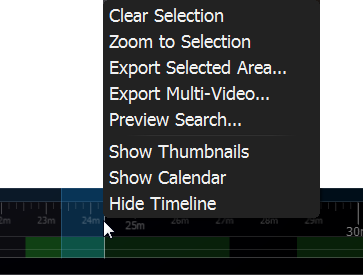 Clear Selection
Zoom to Selection
Export Selected Area...
Export Multi-Video...
Preview Search...
Show Thumbnails
Show Calendar
Hide Timeline
22m 23m 24m 25m 26m 27m 28m 29m 30m